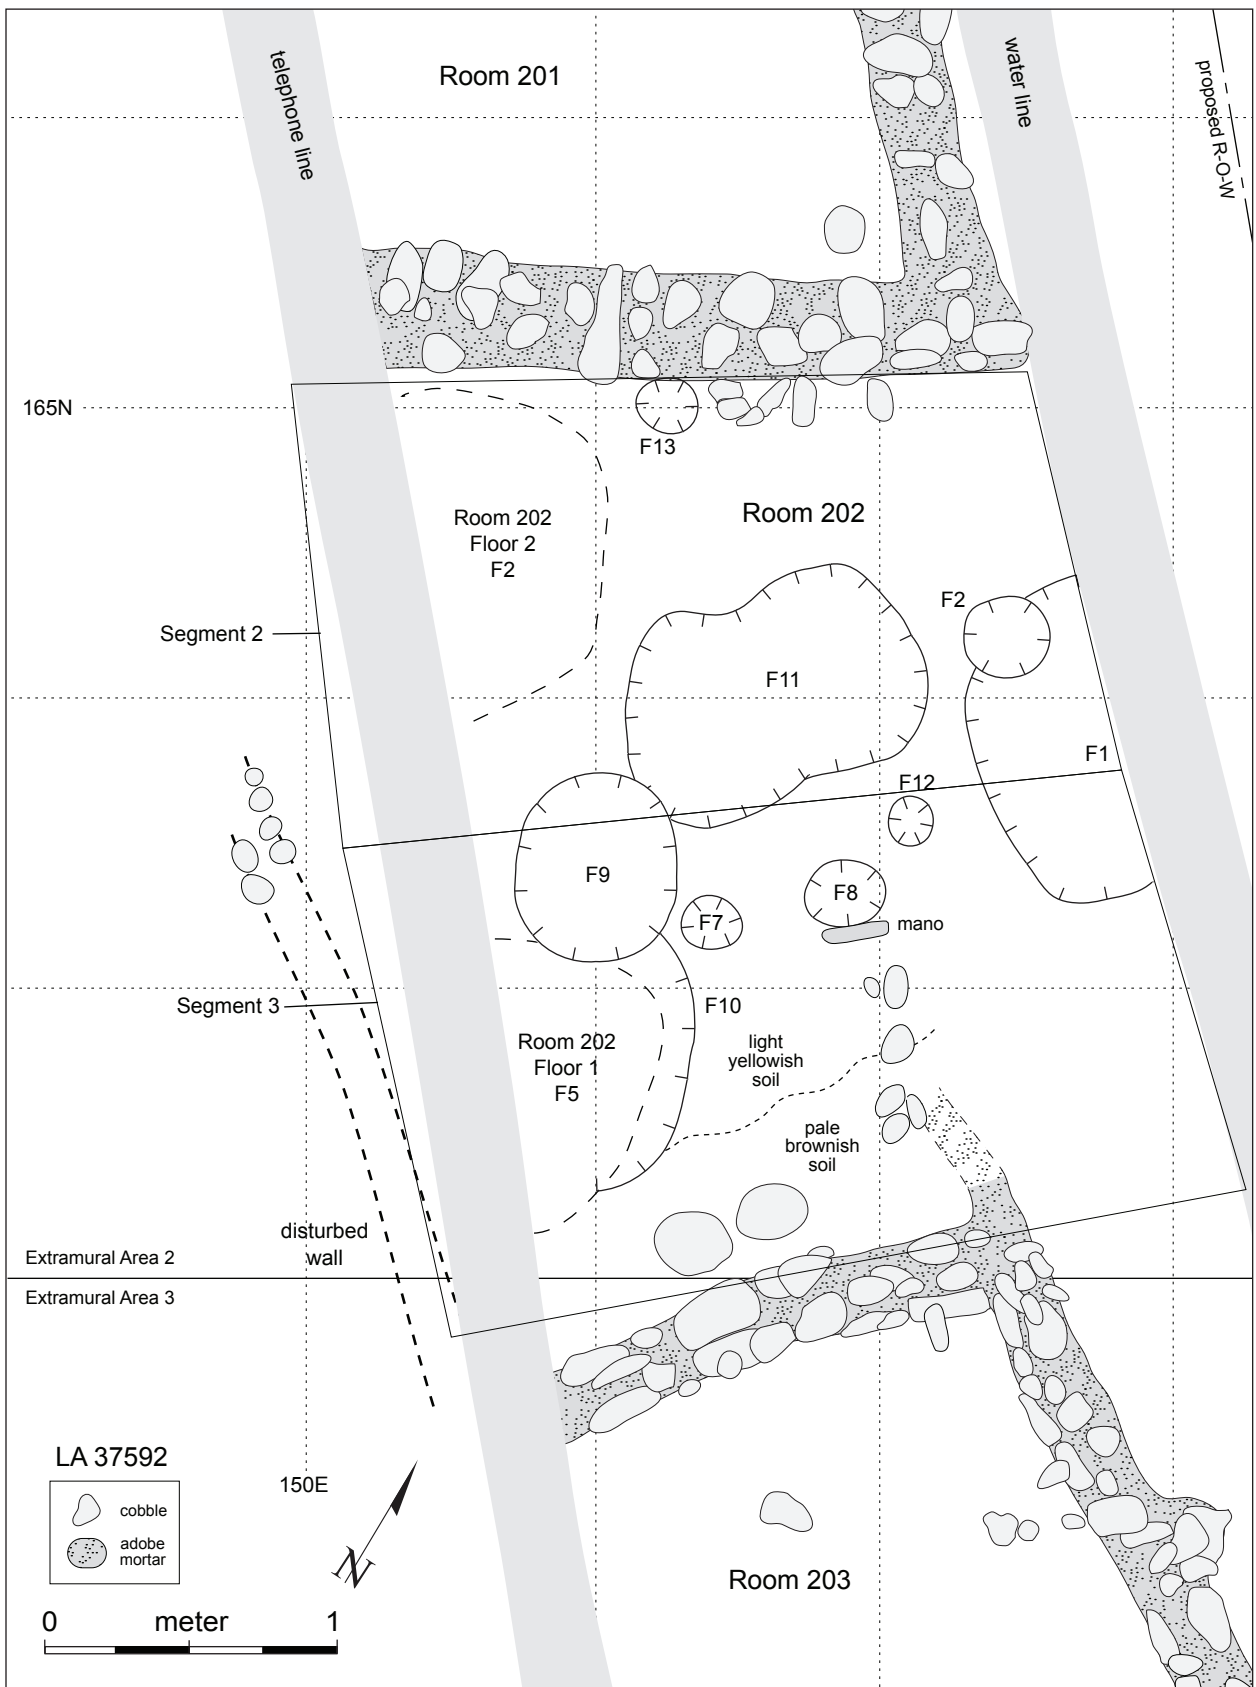 Room 201
telephone line
water line
proposed R-O-W
165N
F13
Room 202
Floor 2
F2
Room 202
F2
Segment 2
F11
F1
F12
F9
F8
F7
mano
Segment 3
F10
Room 202
Floor 1
F5
light
yellowish
soil
pale
brownish
soil
disturbed
wall
Extramural Area 2
Extramural Area 3
LA 37592
cobble
adobe
mortar
150E
N
Room 203
0 meter 1